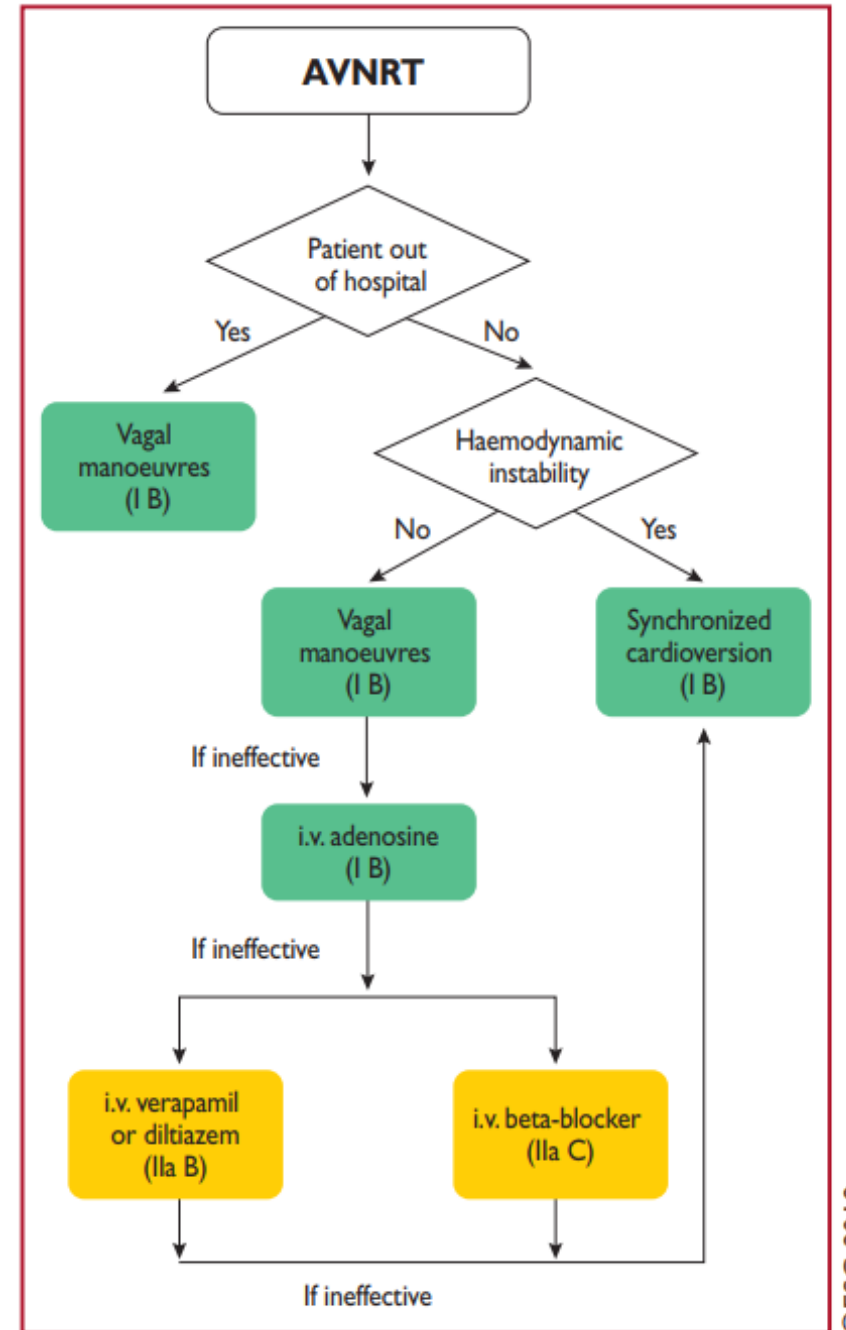 AVNRT
Patient out
of hospital
Yes
No
Vagal
manoeuvres
(I B)
Haemodynamic
instability
No
Yes
Vagal
manoeuvres
(I B)
Synchronized
cardioversion
(I B)
If ineffective
i.v. adenosine
(I B)
If ineffective
i.v. verapamil
or diltiazem
(IIa B)
i.v. beta-blocker
(IIa C)
If ineffective